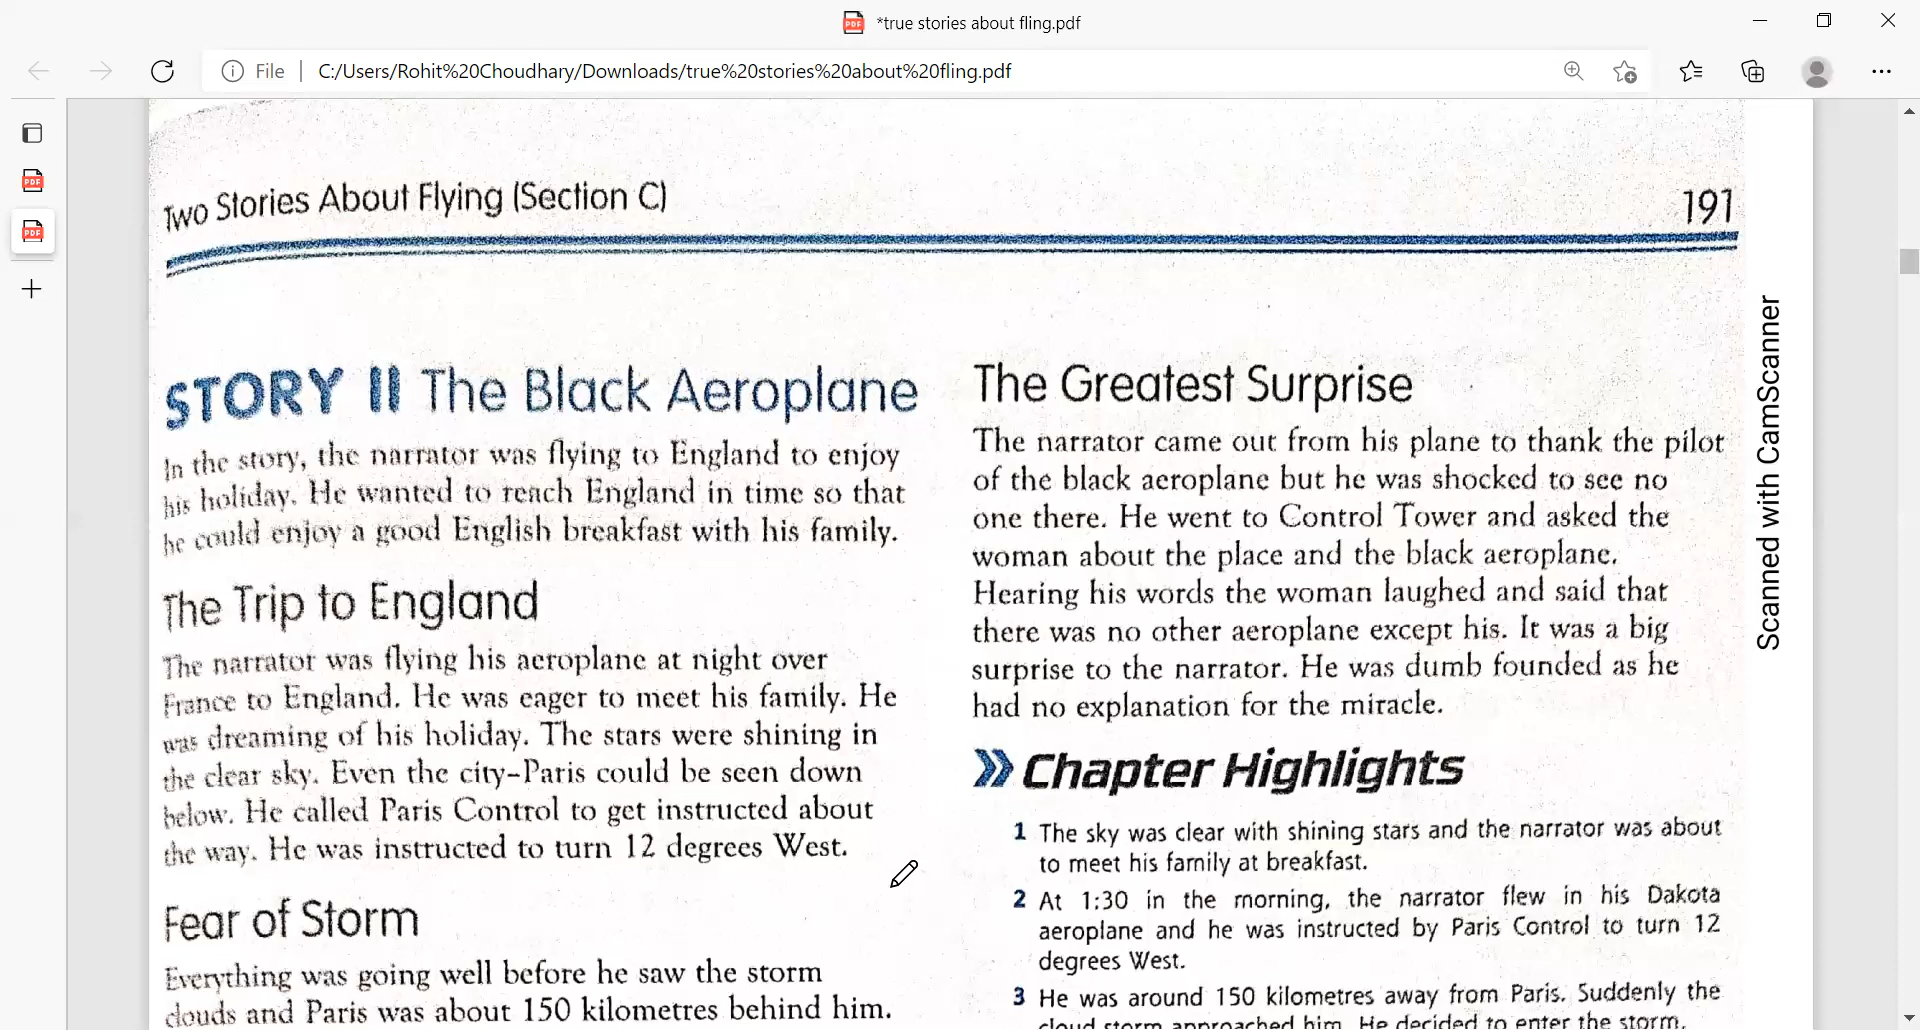 *true stories about fling.pdf
File
C:/Users/Rohit%20Choudhary/Downloads/true%20stories%20about%20fling.pdf
Two Stories About Flying (Section C)
191
STORY II The Black Aeroplane
In the story, the narrator was flying to England to enjoy
his holiday. He wanted to reach England in time so that
he could enjoy a good English breakfast with his family.
The Trip to England
The narrator was flying his aeroplane at night over
France to England. He was eager to meet his family. He
was dreaming of his holiday. The stars were shining in
the clear sky. Even the city-Paris could be seen down
below. He called Paris Control to get instructed about
the way. He was instructed to turn 12 degrees West.
Fear of Storm
Everything was going well before he saw the storm
clouds and Paris was about 150 kilometres behind him.
The Greatest Surprise
The narrator came out from his plane to thank the pilot
of the black aeroplane but he was shocked to see no
one there. He went to Control Tower and asked the
woman about the place and the black aeroplane.
Hearing his words the woman laughed and said that
there was no other aeroplane except his. It was a big
surprise to the narrator. He was dumb founded as he
had no explanation for the miracle.
Chapter Highlights
1 The sky was clear with shining stars and the narrator was about
to meet his family at breakfast.
2 At 1:30 in the morning, the narrator flew in his Dakota
aeroplane and he was instructed by Paris Control to turn 12
degrees West.
3 He was around 150 kilometres away from Paris. Suddenly the
cloud storm approached him. He decided to enter the storm.
Scanned with CamScanner
PDF
PDF
PDF